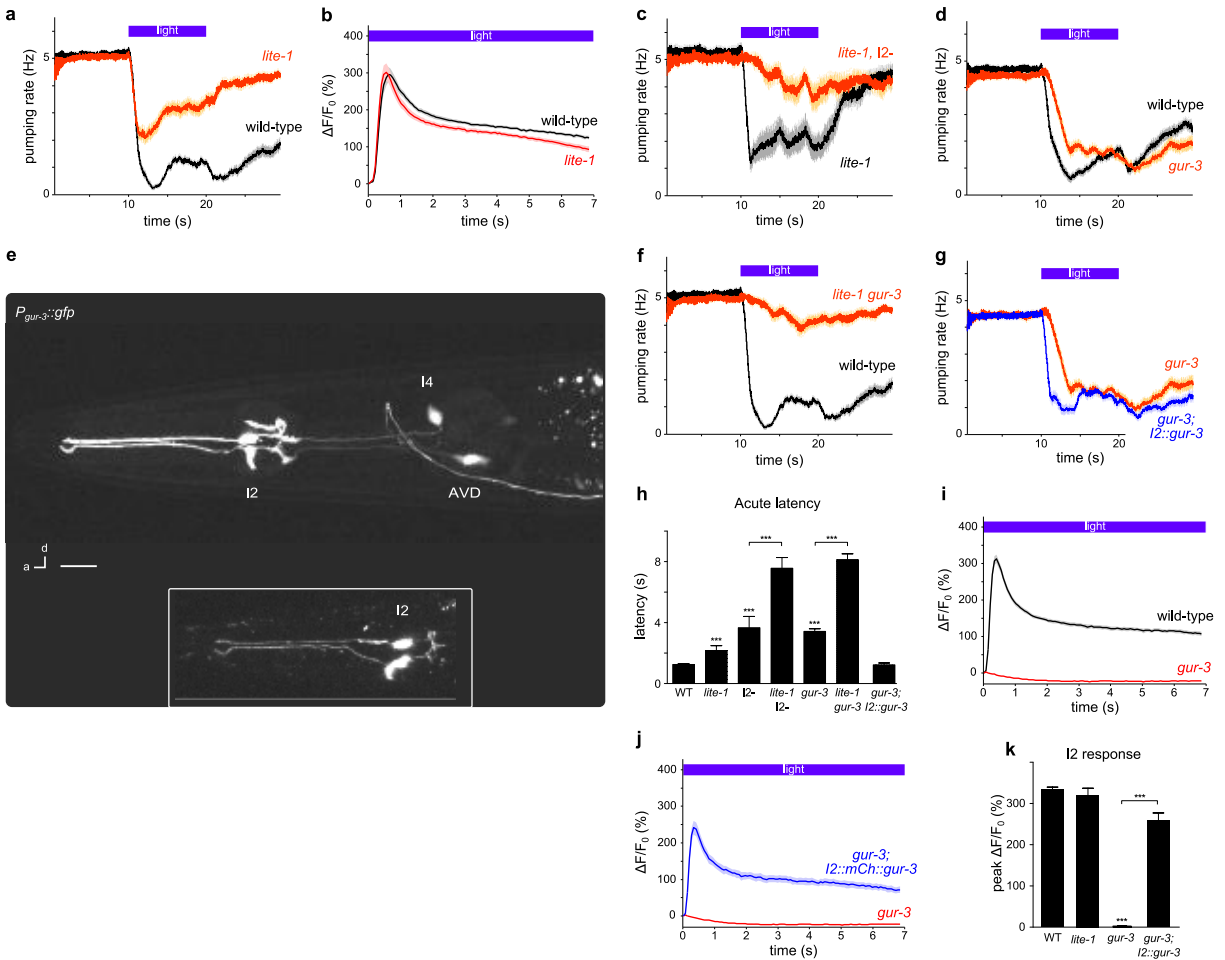 a
light
pumping rate (Hz)
5
0
10
20
time (s)
lite-1
wild-type
b
light
ΔF/F0 (%)
400
300
200
100
0
0 1 2 3 4 5 6 7
time (s)
wild-type
lite-1
c
light
pumping rate (Hz)
5
0
10
20
time (s)
lite-1, I2-
lite-1
d
light
pumping rate (Hz)
5
0
10
20
time (s)
wild-type
gur-3
e
Pgur-3::gfp
I4
I2
AVD
d
a
I2
f
light
pumping rate (Hz)
5
0
10
20
time (s)
lite-1 gur-3
wild-type
g
light
pumping rate (Hz)
5
0
10
20
time (s)
gur-3
gur-3;
I2::gur-3
h
Acute latency
latency (s)
8
6
4
2
0
***
***
***
***
***
WT
lite-1
I2-
lite-1
I2-
gur-3
lite-1
gur-3
gur-3;
I2::gur-3
i
light
ΔF/F0 (%)
400
300
200
100
0
0 1 2 3 4 5 6 7
time (s)
wild-type
gur-3
j
light
ΔF/F0 (%)
400
300
200
100
0
0 1 2 3 4 5 6 7
time (s)
gur-3;
I2::mCh::gur-3
gur-3
k
I2 response
peak ΔF/F0 (%)
300
200
100
0
***
***
WT
lite-1
gur-3
gur-3;
I2::gur-3